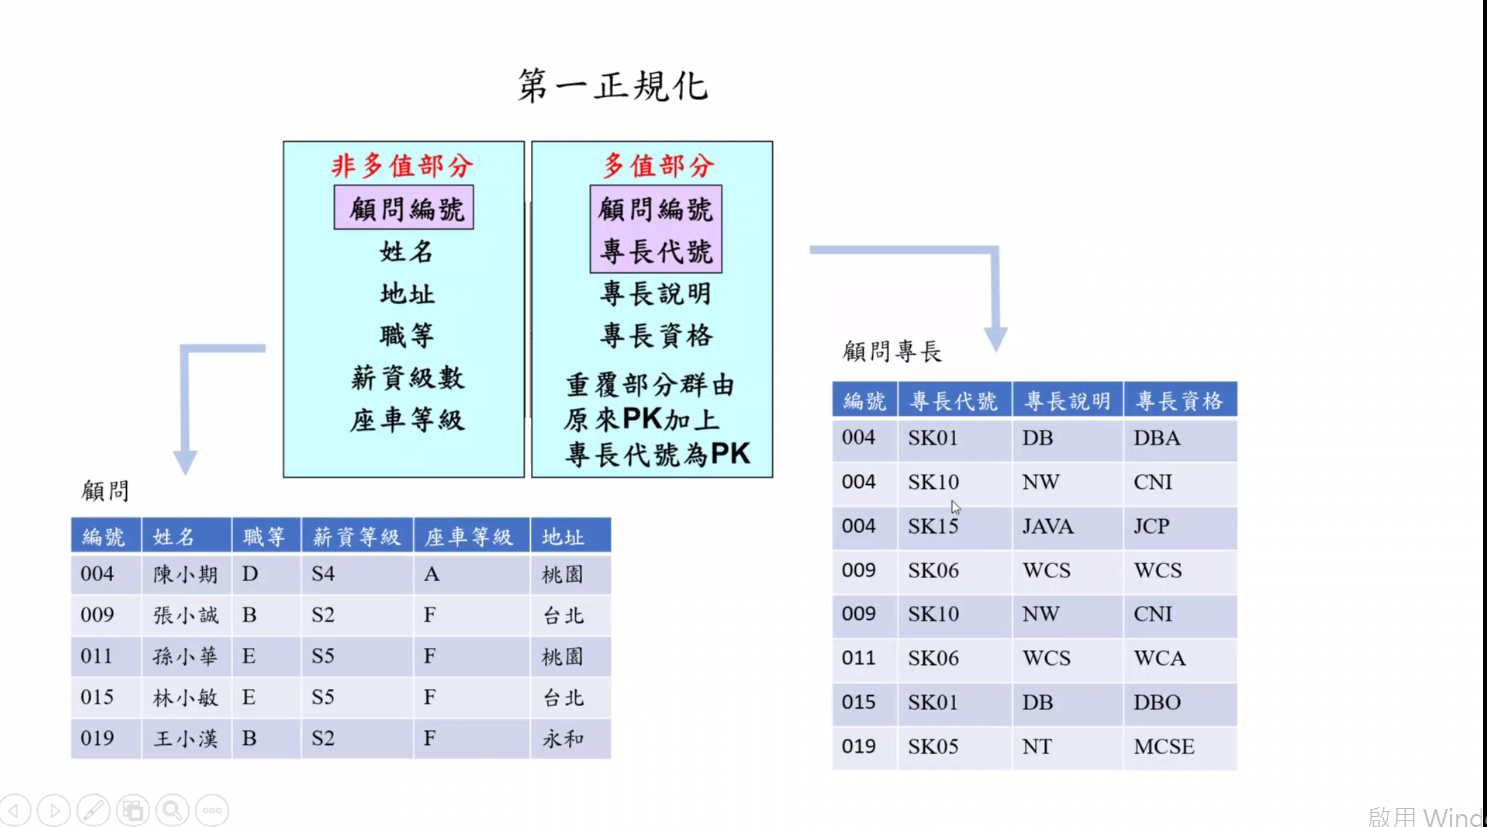 第一正規化
非多值部分
顧問編號
姓名
地址
職等
薪資級數
座車等級
多值部分
顧問編號
專長代號
專長說明
專長資格
重覆部分群由
原來PK加上
專長代號為PK
顧問
編號 姓名 職等 薪資等級 座車等級 地址
004 陳小期 D S4 A 桃園
009 張小誠 B S2 F 台北
011 孫小華 E S5 F 桃園
015 林小敏 E S5 F 台北
019 王小漢 B S2 F 永和
顧問專長
編號 專長代號 專長說明 專長資格
004 SK01 DB DBA
004 SK10 NW CNI
004 SK15 JAVA JCP
009 SK06 WCS WCS
009 SK10 NW CNI
011 SK06 WCS WCA
015 SK01 DB DBO
019 SK05 NT MCSE
啟用 Wind